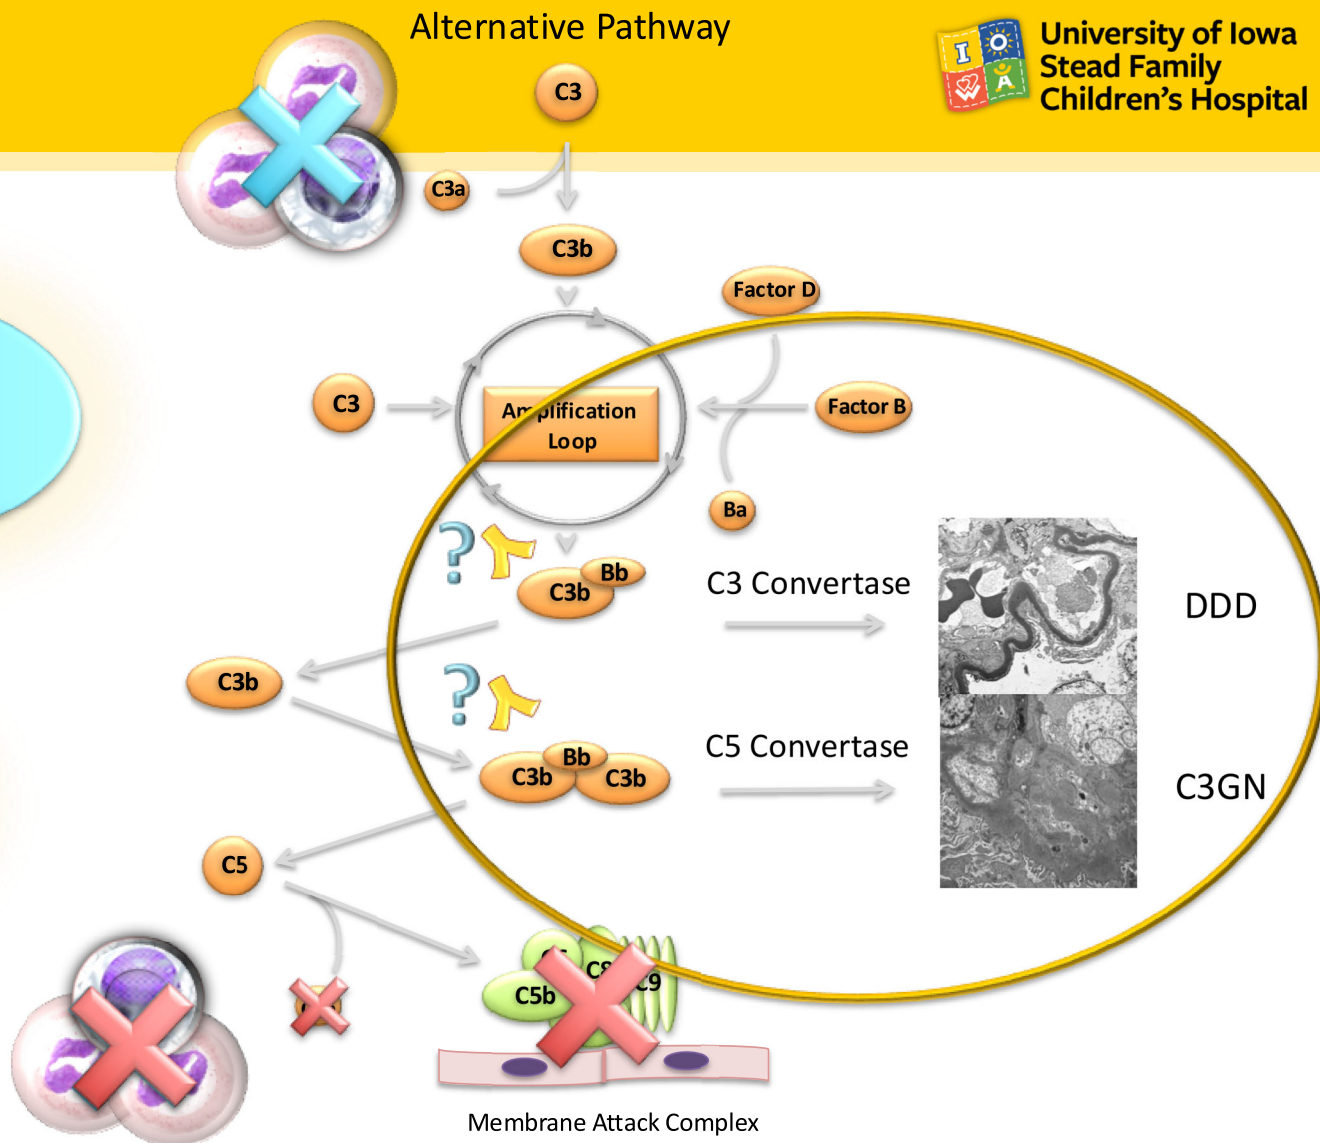 Alternative Pathway
University of Iowa
Stead Family
Children's Hospital
I O
W A
C3
C3a
C3b
Factor D
C3
Amplification
Loop
Factor B
Ba
Bb
C3b
C3 Convertase
DDD
C3b
Bb
C3b
C3b
C5 Convertase
C3GN
C5
C8
C9
C5b
Membrane Attack Complex